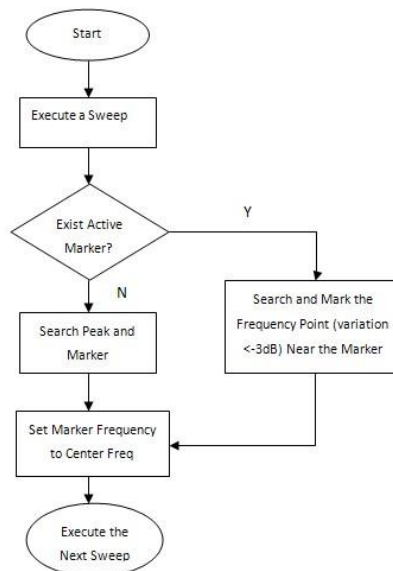 Start
Execute a Sweep
Exist Active
Marker?
Y
N
Search Peak and
Marker
Search and Mark the
Frequency Point (variation
<-3dB) Near the Marker
Set Marker Frequency
to Center Freq
Execute the
Next Sweep